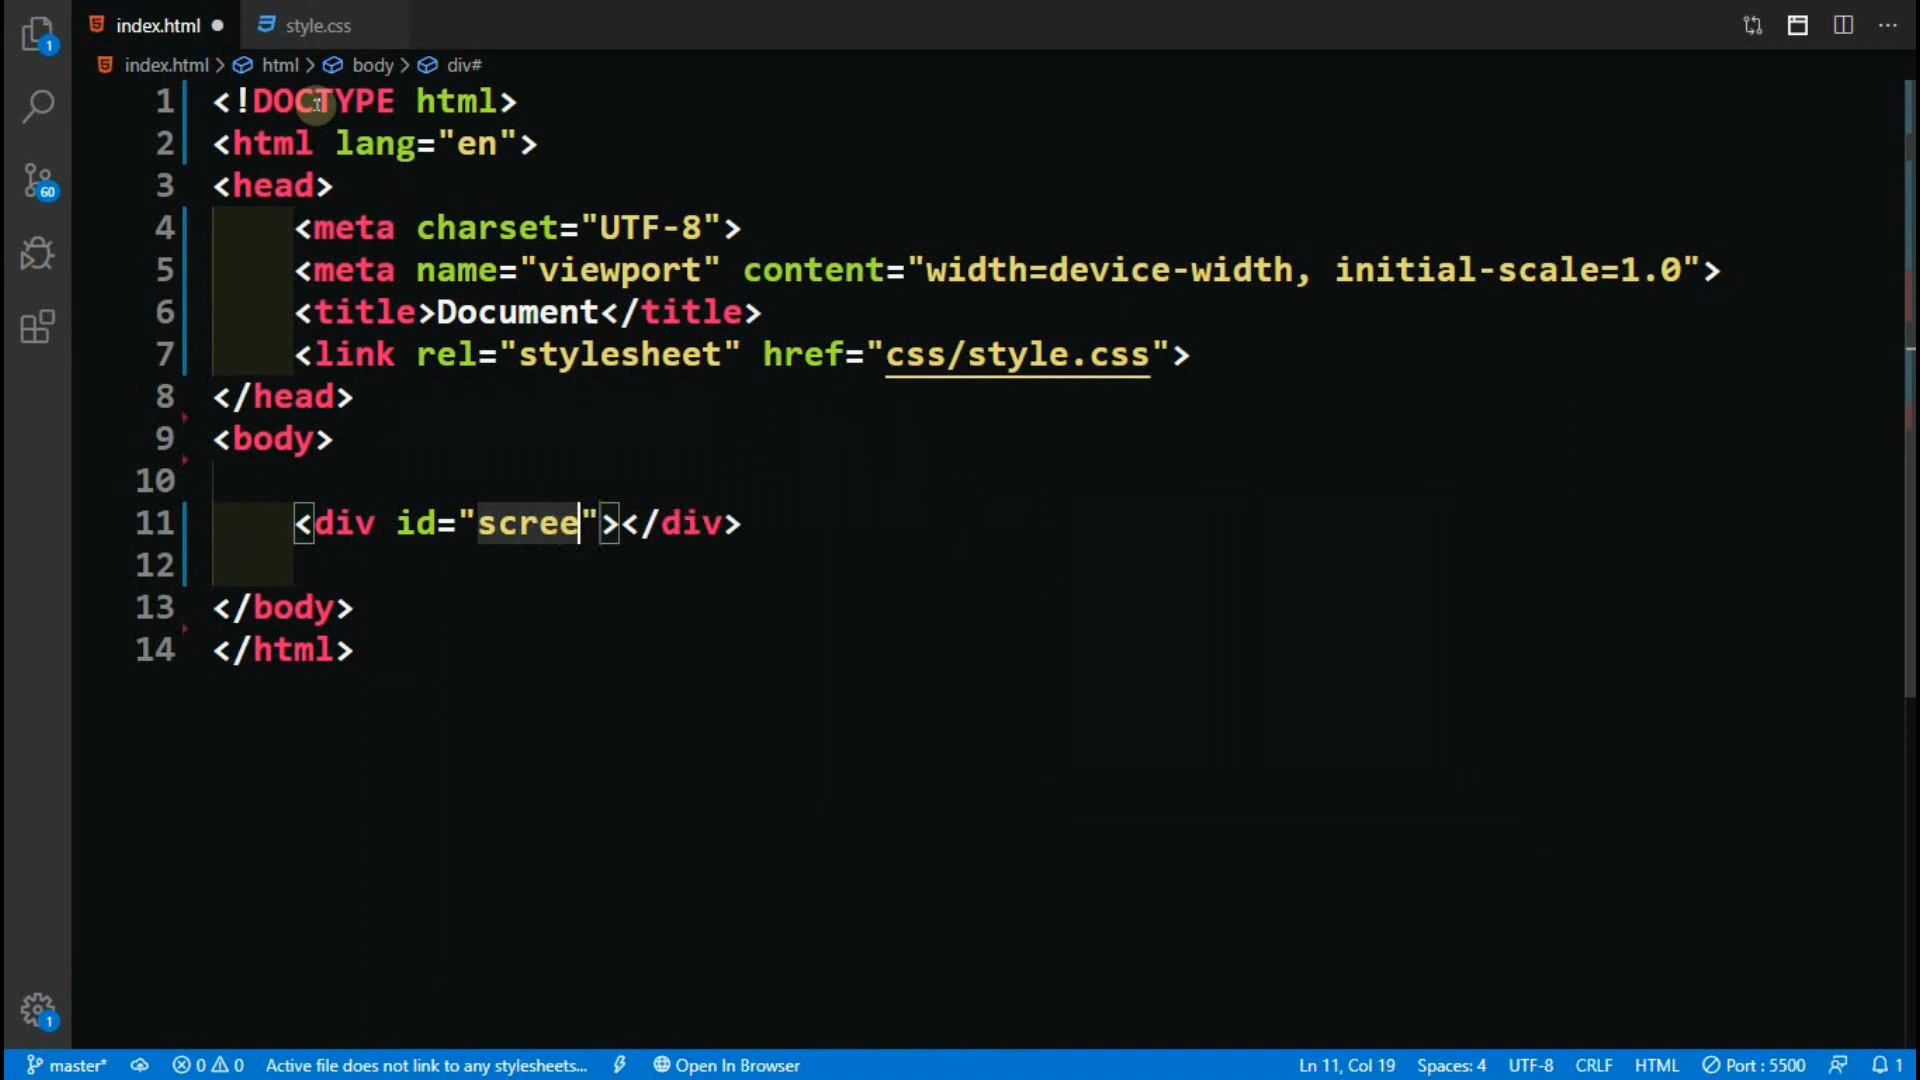 index.html
style.css
index.html > html > body > div#
1 <!DOCTYPE html>
2 <html lang="en">
3 <head>
4 <meta charset="UTF-8">
5 <meta name="viewport" content="width=device-width, initial-scale=1.0">
6 <title>Document</title>
7 <link rel="stylesheet" href="css/style.css">
8 </head>
9 <body>
10
11 <div id="scree"></div>
12
13 </body>
14 </html>
1
60
1
master* 0 0 Active file does not link to any stylesheets... Open In Browser Ln 11, Col 19 Spaces: 4 UTF-8 CRLF HTML Port : 5500 1